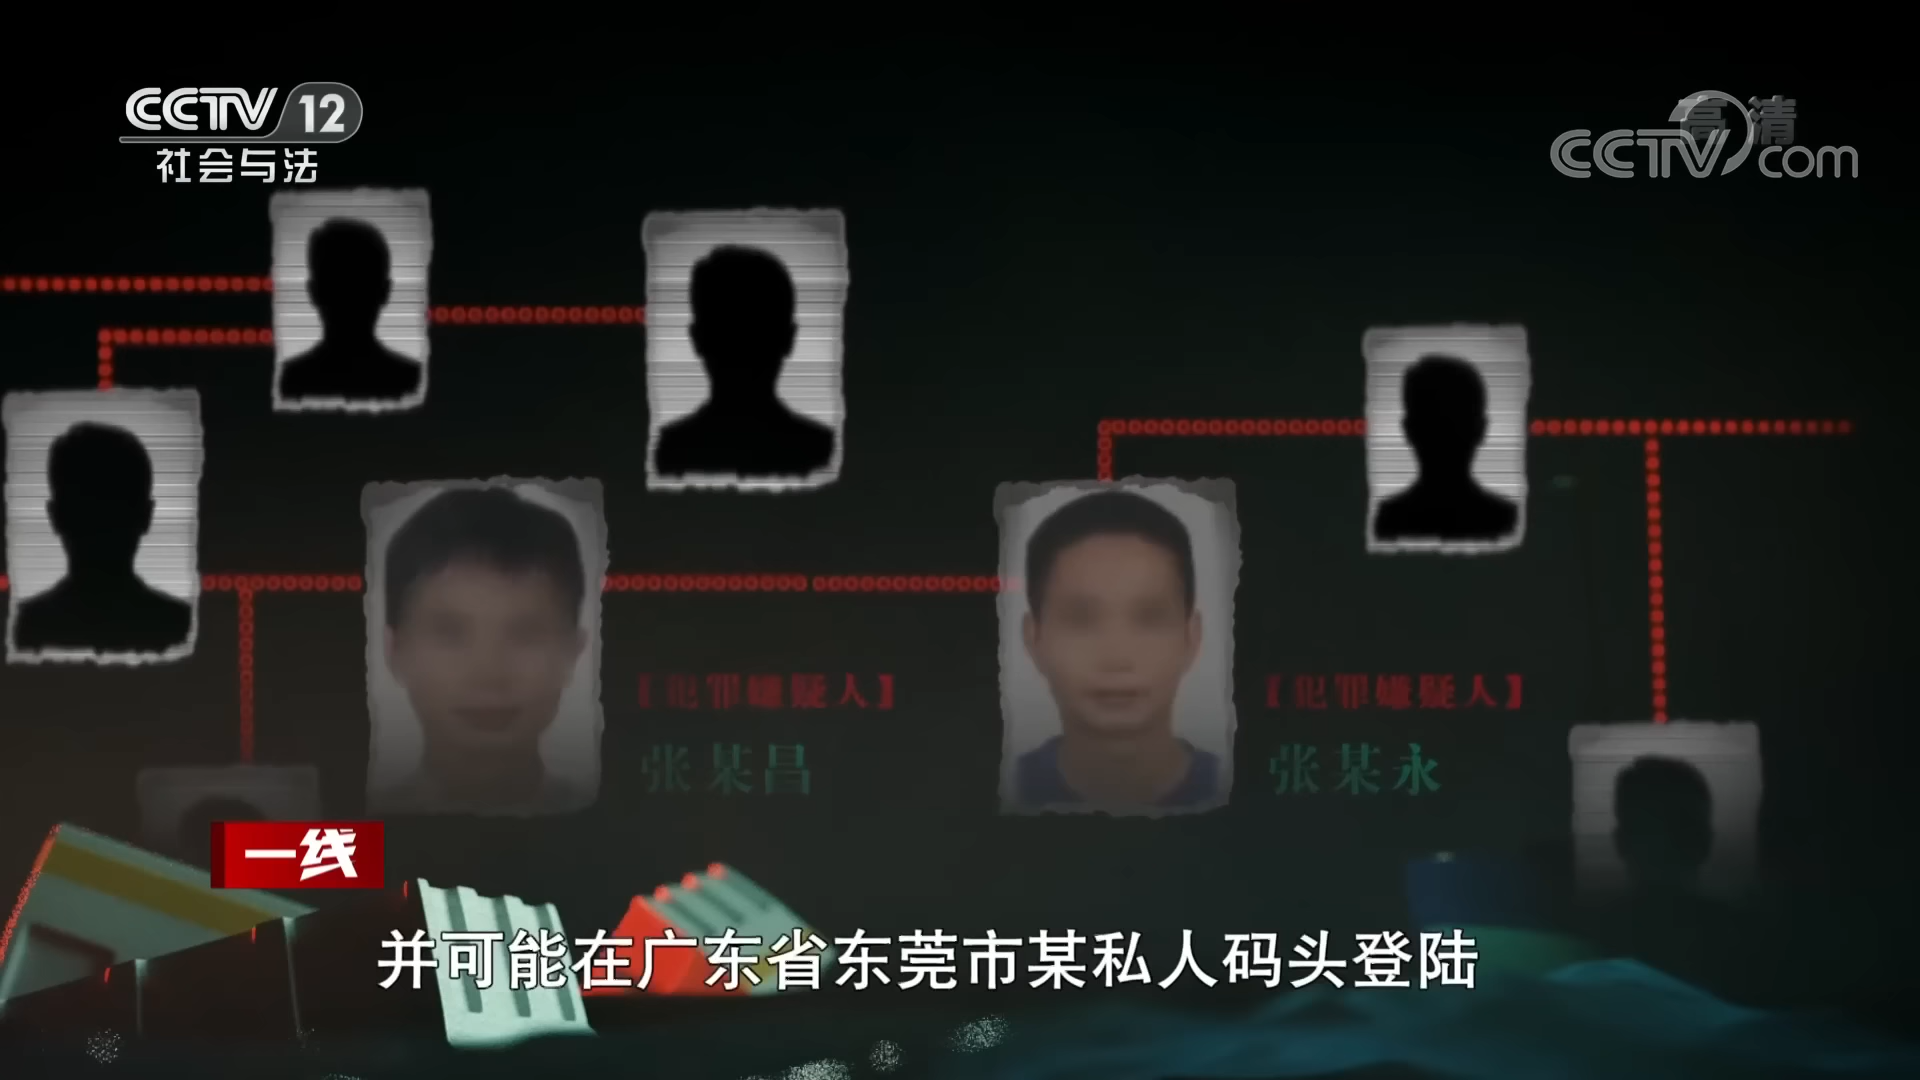 CCTV 12
社会与法
高清
CCTV.com
【犯罪嫌疑人】
张某昌
【犯罪嫌疑人】
张某永
一线
并可能在广东省东莞市某私人码头登陆